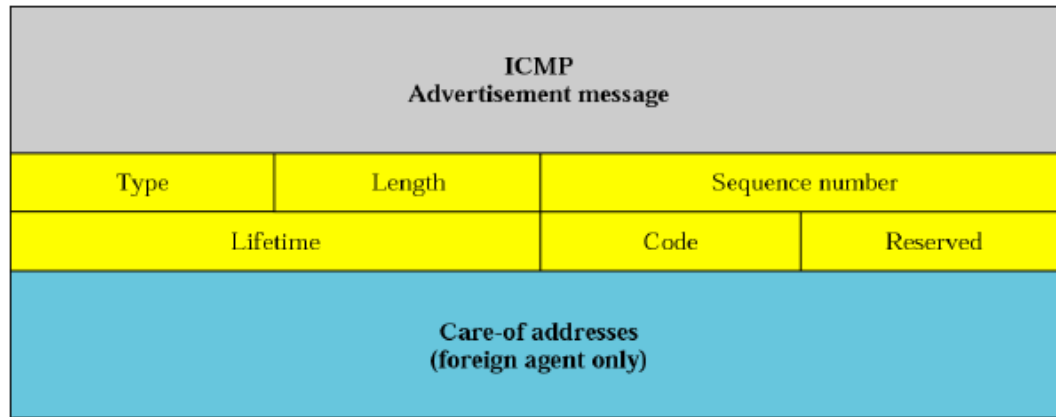 ICMP
Advertisement message
Type
Length
Sequence number
Lifetime
Code
Reserved
Care-of addresses
(foreign agent only)